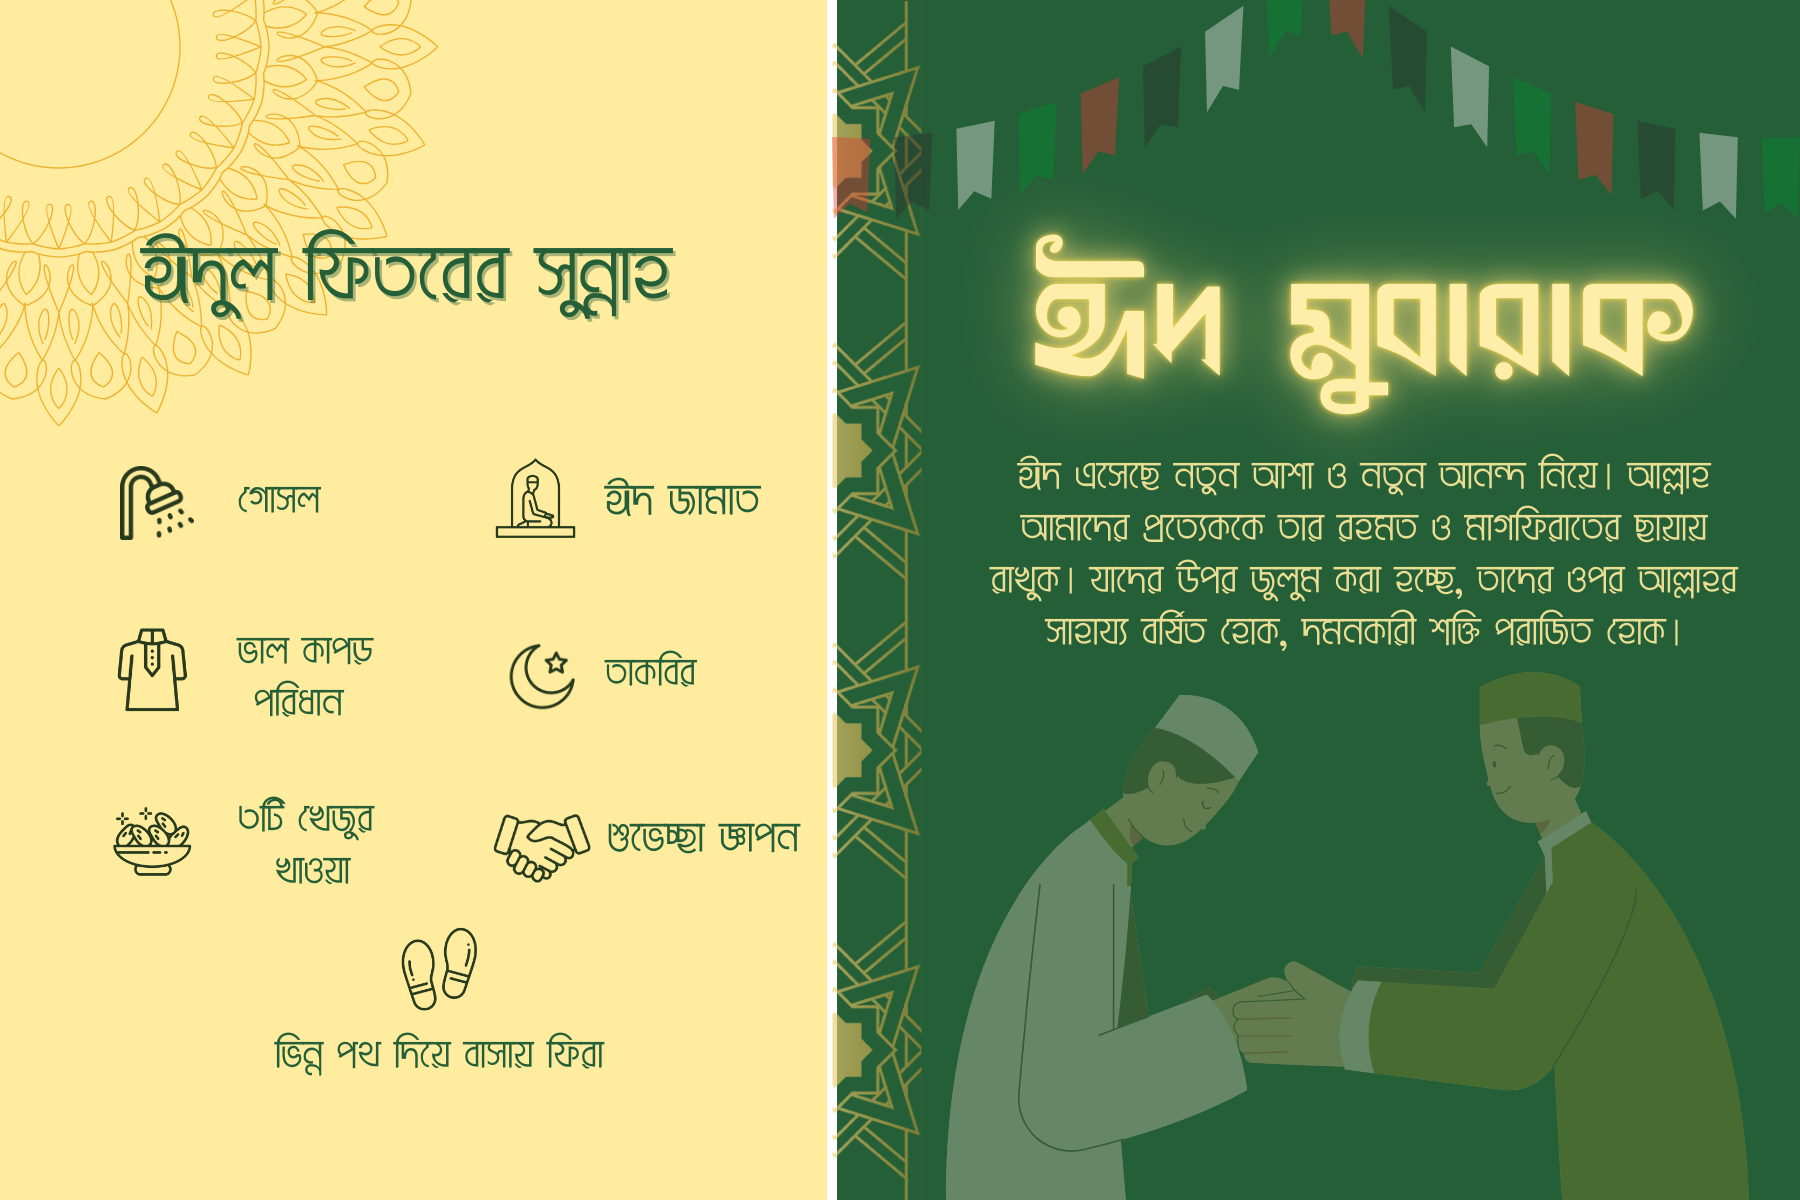 ঈদুল ফিতরের সুন্নাহ
গোসল
ঈদ জামাত
ভাল কাপড়
পরিধান
তাকবির
৩টি খেজুর
খাওয়া
শুভেচ্ছা জ্ঞাপন
ভিন্ন পথ দিয়ে বাসায় ফিরা
ঈদ মুবারাক
ঈদ এসেছে নতুন আশা ও নতুন আনন্দ নিয়ে। আল্লাহ
আমাদের প্রত্যেককে তার রহমত ও মাগফিরাতের ছায়ায়
রাখুক। যাদের উপর জুলুম করা হচ্ছে, তাদের ওপর আল্লাহর
সাহায্য বর্ষিত হোক, দমনকারী শক্তি পরাজিত হোক।